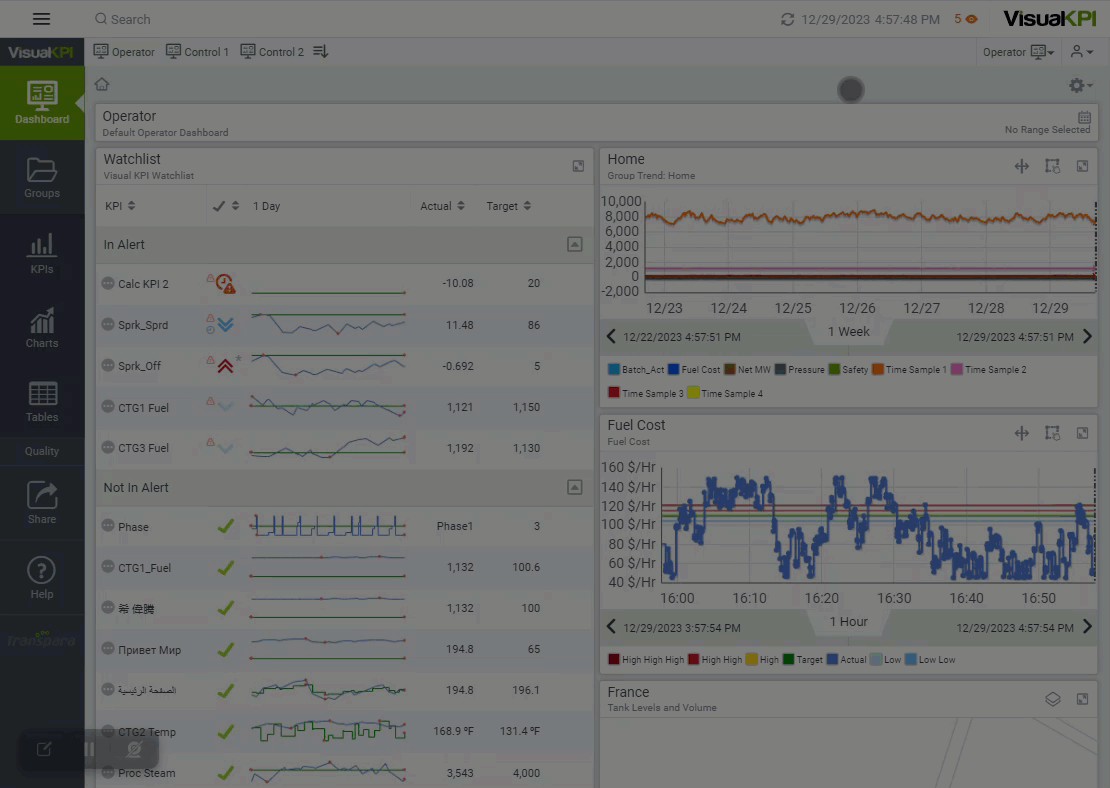 Search
12/29/2023 4:57:48 PM
5
VisualKPI
VisualKPI
Operator
Control 1
Control 2
Operator
Dashboard
Groups
KPIs
Charts
Tables
Quality
Share
Help
transpara
Operator
Default Operator Dashboard
No Range Selected
Watchlist
Visual KPI Watchlist
KPI 1 Day Actual Target
In Alert
Calc KPI 2 -10.08 20
Sprk_Sprd 11.48 86
Sprk_Off -0.692 5
CTG1 Fuel 1,121 1,150
CTG3 Fuel 1,192 1,130
Not In Alert
Phase Phase1 3
CTG1_Fuel 1,132 100.6
希 偉騰 1,132 100
Привет Мир 194.8 65
الصفحة الرئيسية 194.8 196.1
CTG2 Temp 168.9 ºF 131.4 ºF
Proc Steam 3,543 4,000
Home
Group Trend: Home
10,000
8,000
6,000
4,000
2,000
0
-2,000
12/23 12/24 12/25 12/26 12/27 12/28 12/29
12/22/2023 4:57:51 PM 1 Week 12/29/2023 4:57:51 PM
Batch_Act Fuel Cost Net MW Pressure Safety Time Sample 1 Time Sample 2
Time Sample 3 Time Sample 4
Fuel Cost
Fuel Cost
160 $/Hr
140 $/Hr
120 $/Hr
100 $/Hr
80 $/Hr
60 $/Hr
40 $/Hr
16:00 16:10 16:20 16:30 16:40 16:50
12/29/2023 3:57:54 PM 1 Hour 12/29/2023 4:57:54 PM
High High High High High High Target Actual Low Low Low
France
Tank Levels and Volume